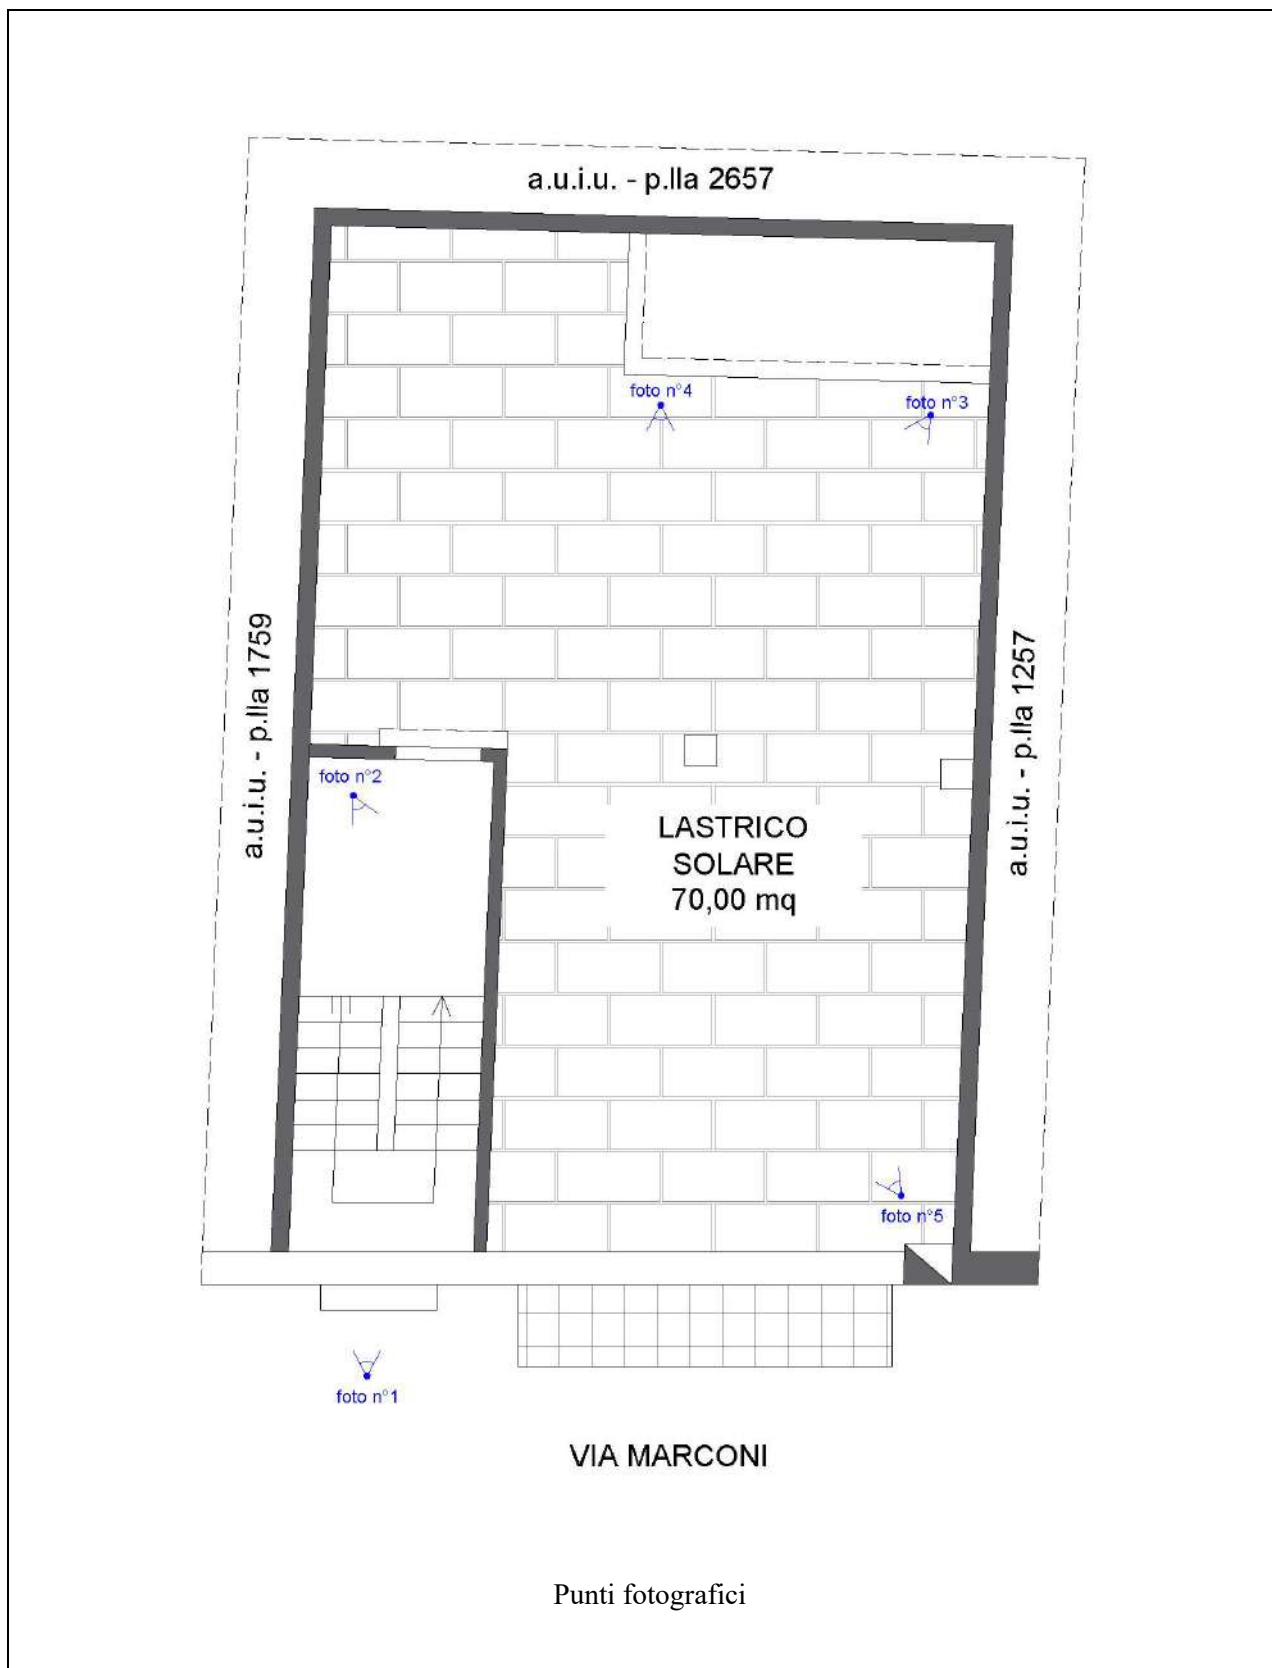 a.u.i.u. - p.lla 2657
foto n°4
foto n°3
a.u.i.u. - p.lla 1759
a.u.i.u. - p.lla 1257
foto n°2
LASTRICO
SOLARE
70,00 mq
foto n°5
foto n°1
VIA MARCONI
Punti fotografici